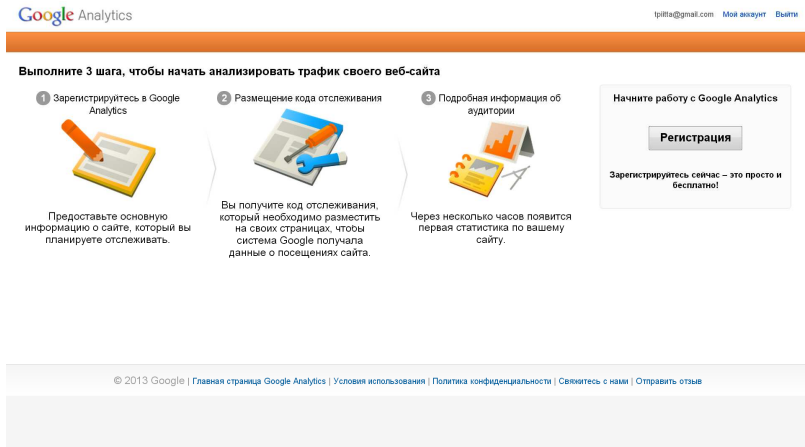 Google Analytics
tpiitta@gmail.com Мой аккаунт Выйти
Выполните 3 шага, чтобы начать анализировать трафик своего веб-сайта
1 Зарегистрируйтесь в Google
Analytics
Предоставьте основную
информацию о сайте, который вы
планируете отслеживать.
2 Размещение кода отслеживания
Вы получите код отслеживания,
который необходимо разместить
на своих страницах, чтобы
система Google получала
данные о посещениях сайта.
3 Подробная информация об
аудитории
Через несколько часов появится
первая статистика по вашему
сайту.
Начните работу с Google Analytics
Регистрация
Зарегистрируйтесь сейчас – это просто и
бесплатно!
© 2013 Google | Главная страница Google Analytics | Условия использования | Политика конфиденциальности | Свяжитесь с нами | Отправить отзыв